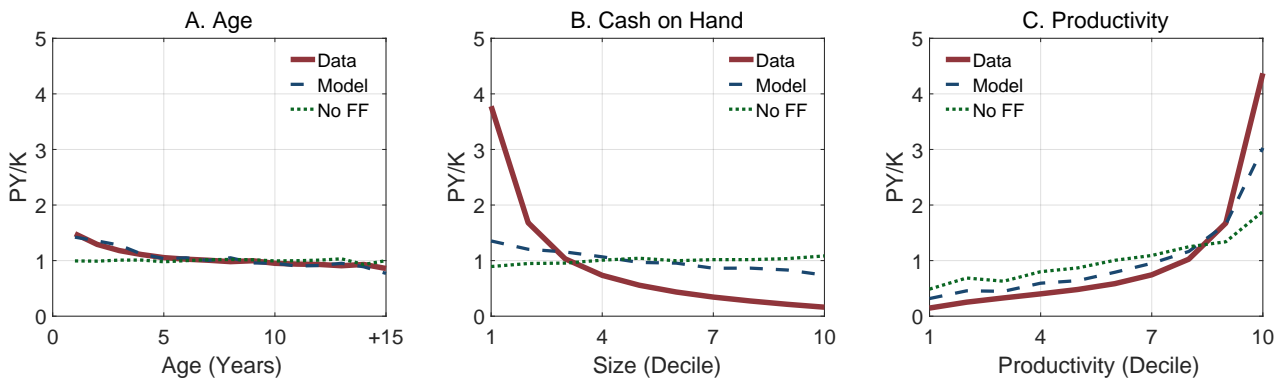 A. Age
5
4
3
2
1
0
PY/K
Data
Model
No FF
0
5
10
+15
Age (Years)
B. Cash on Hand
5
4
3
2
1
0
PY/K
Data
Model
No FF
1
4
7
10
Size (Decile)
C. Productivity
5
4
3
2
1
0
PY/K
Data
Model
No FF
1
4
7
10
Productivity (Decile)